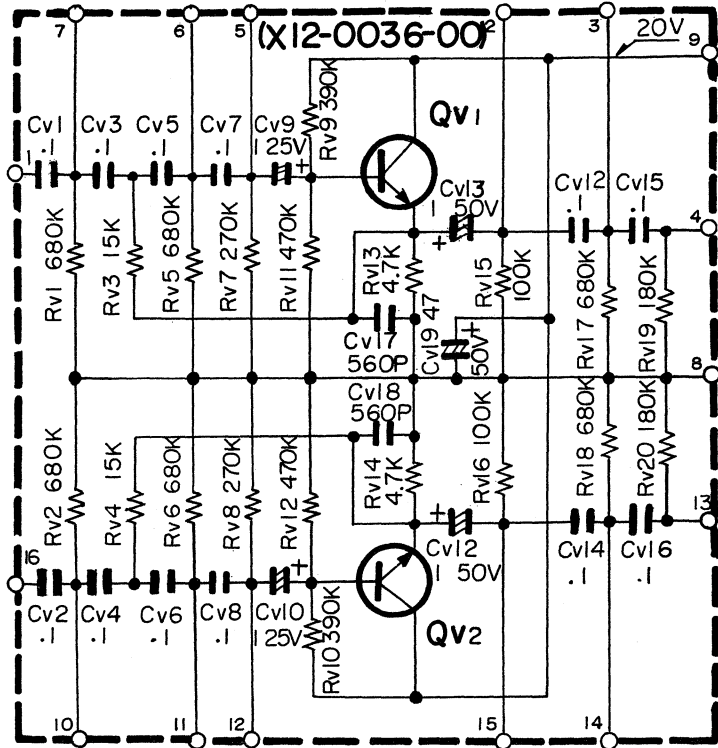 7
6
5
(X12-0036-00)
2
3
20V
9
Rv9 390K
Qv1
Cv1
.1
Cv3
.1
Cv5
.1
Cv7
.1
Cv9
1 25V
+
1
Cv13
1 50V
+
Cv12
.1
Cv15
.1
4
Rv1 680K
Rv3 15K
Rv5 680K
Rv7 270K
Rv11 470K
Rv13
4.7K
Rv15
100K
Rv17 680K
Rv19 180K
Cv17
560P
Cv19 47
50V
+
8
Cv18
560P
Rv2 680K
Rv4 15K
Rv6 680K
Rv8 270K
Rv12 470K
Rv14
4.7K
Rv16 100K
Rv18 680K
Rv20 180K
13
16
Cv2
.1
Cv4
.1
Cv6
.1
Cv8
.1
+
Cv10
1 25V
+
Cv12
1 50V
Cv14
.1
Cv16
.1
Rv10 390K
Qv2
10
11
12
15
14